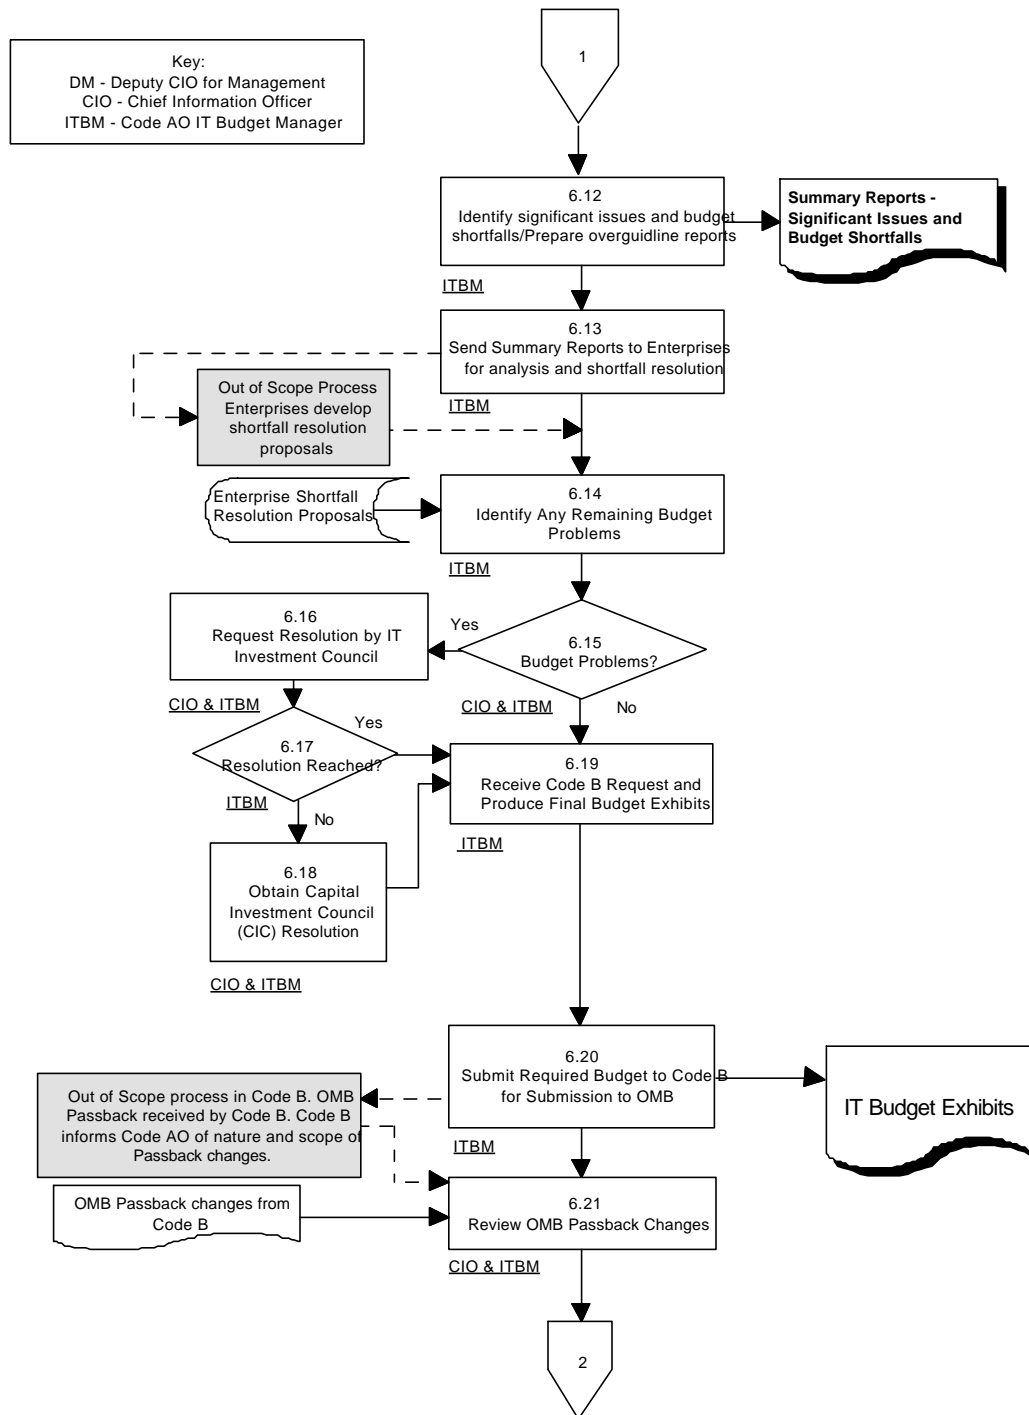 Key:
DM - Deputy CIO for Management
CIO - Chief Information Officer
ITBM - Code AO IT Budget Manager
1
6.12
Identify significant issues and budget
shortfalls/Prepare overguidline reports
ITBM
Summary Reports -
Significant Issues and
Budget Shortfalls
6.13
Send Summary Reports to Enterprises
for analysis and shortfall resolution
ITBM
Out of Scope Process
Enterprises develop
shortfall resolution
proposals
Enterprise Shortfall
Resolution Proposals
6.14
Identify Any Remaining Budget
Problems
ITBM
6.15
Budget Problems?
Yes
CIO & ITBM
No
6.16
Request Resolution by IT
Investment Council
CIO & ITBM
6.17
Resolution Reached?
Yes
ITBM
No
6.18
Obtain Capital
Investment Council
(CIC) Resolution
CIO & ITBM
6.19
Receive Code B Request and
Produce Final Budget Exhibits
ITBM
6.20
Submit Required Budget to Code B
for Submission to OMB
ITBM
IT Budget Exhibits
Out of Scope process in Code B. OMB
Passback received by Code B. Code B
informs Code AO of nature and scope of
Passback changes.
OMB Passback changes from
Code B
6.21
Review OMB Passback Changes
CIO & ITBM
2